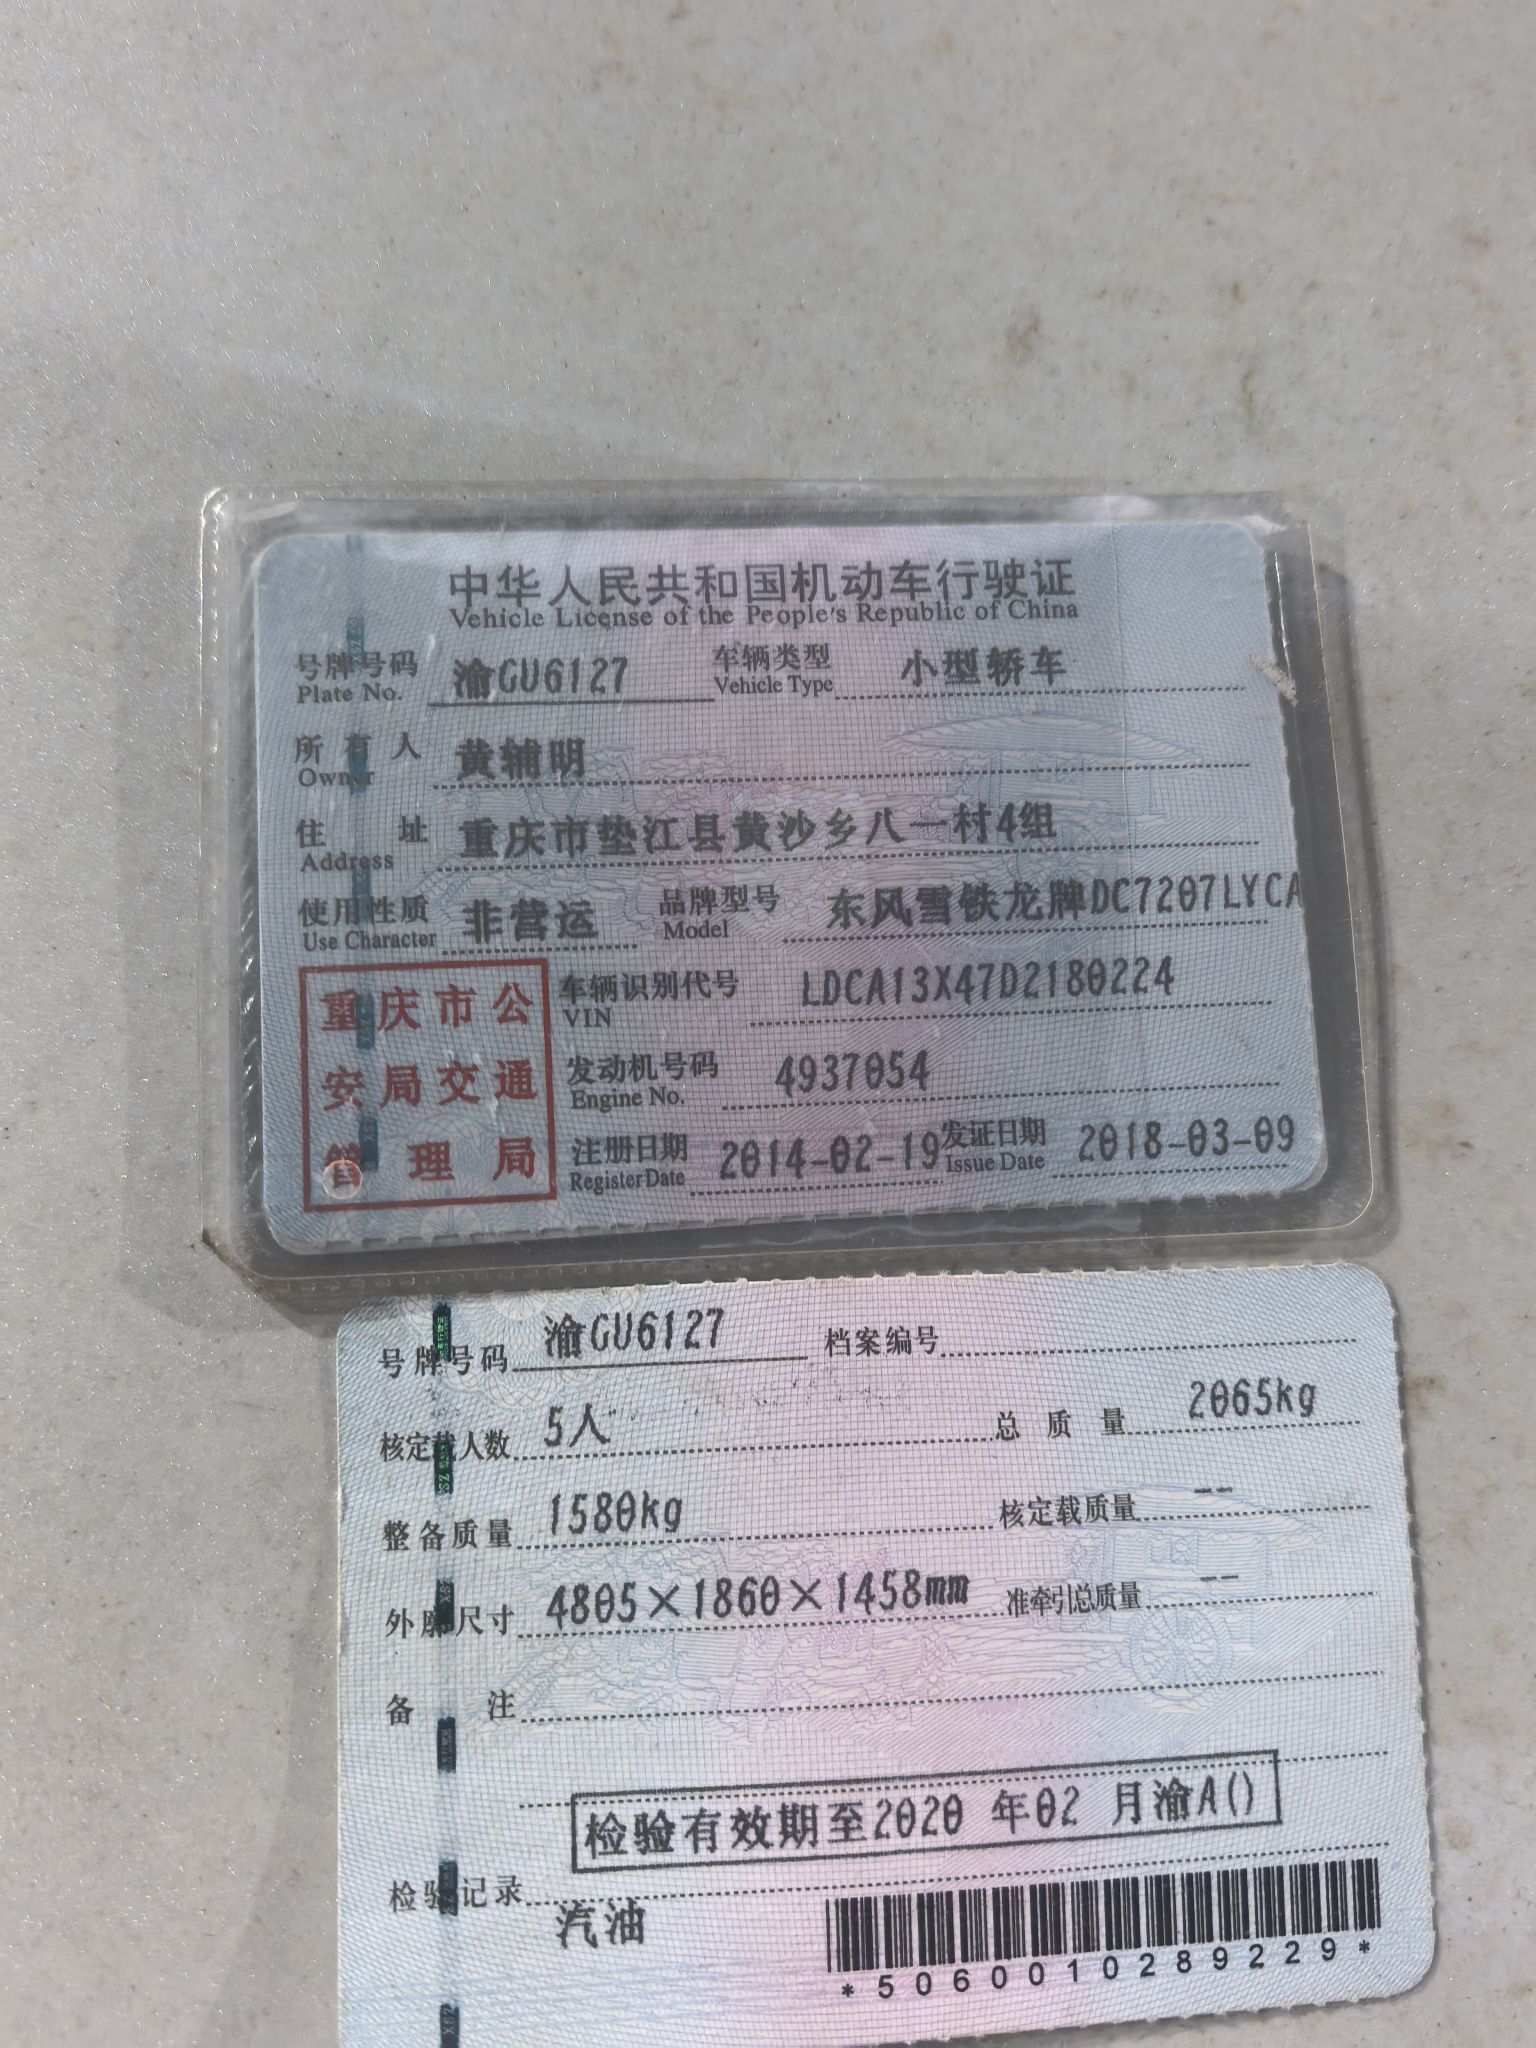 中华人民共和国机动车行驶证
Vehicle License of the People's Republic of China
号牌号码 渝GU6127 车辆类型 小型轿车
Plate No. Vehicle Type
所有人 黄辅明
Owner
住址 重庆市垫江县黄沙乡八一村4组
Address
使用性质 非营运 品牌型号 东风雪铁龙牌DC7207LYCA
Use Character Model
重庆市公
安局交通
管理局
车辆识别代号 LDCA13X47D2180224
VIN
发动机号码 4937054
Engine No.
注册日期 2014-02-19 发证日期 2018-03-09
Register Date Issue Date
号牌号码 渝GU6127 档案编号
核定载人数 5人 总质量 2065kg
整备质量 1580kg 核定载质量 --
外廓尺寸 4805×1860×1458mm 准牵引总质量 --
备注
检验有效期至2020 年02 月渝A()
检验记录
汽油
*5060010289229*